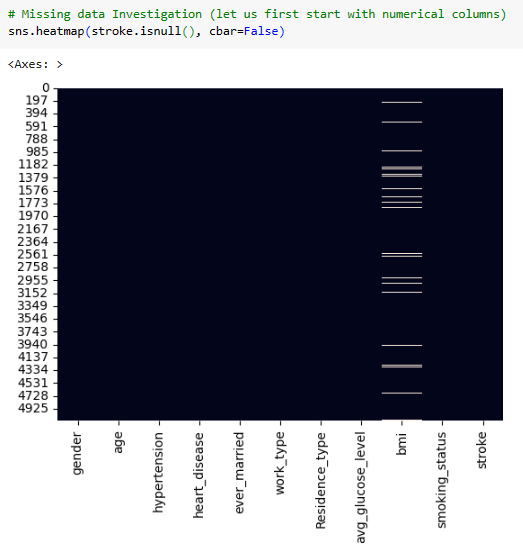 # Missing data Investigation (let us first start with numerical columns)
sns.heatmap(stroke.isnull(), cbar=False)
<Axes: >
0
197
394
591
788
985
1182
1379
1576
1773
1970
2167
2364
2561
2758
2955
3152
3349
3546
3743
3940
4137
4334
4531
4728
4925
gender
age
hypertension
heart_disease
ever_married
work_type
Residence_type
avg_glucose_level
bmi
smoking_status
stroke